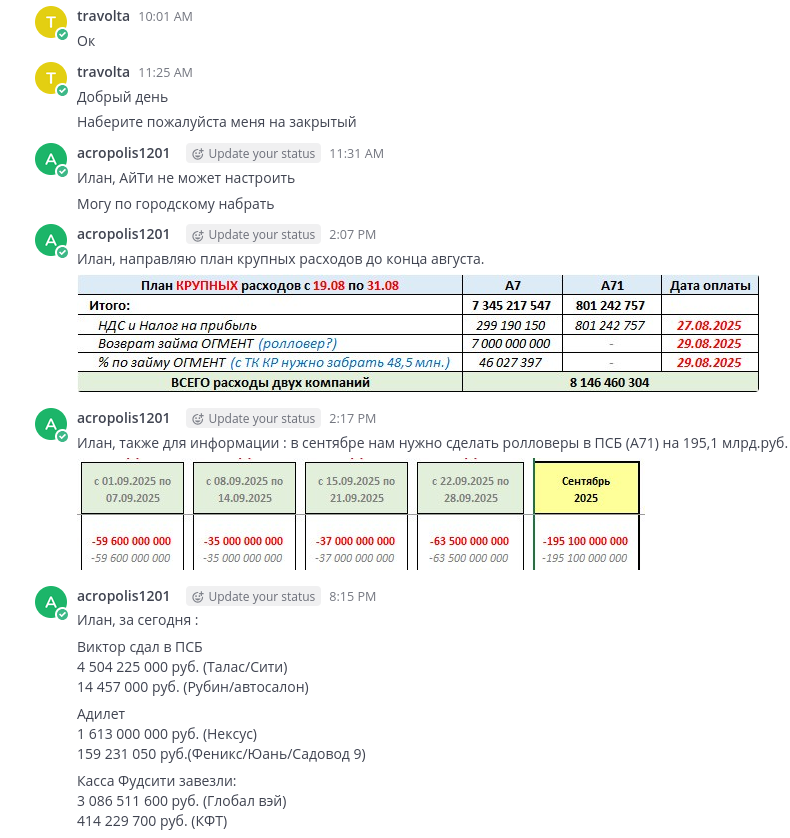 T travolta 10:01 AM
Ок
T travolta 11:25 AM
Добрый день
Наберите пожалуйста меня на закрытый
A acropolis1201 Update your status 11:31 AM
Илан, АйТи не может настроить
Могу по городскому набрать
A acropolis1201 Update your status 2:07 PM
Илан, направляю план крупных расходов до конца августа.
План КРУПНЫХ расходов с 19.08 по 31.08 А7 А71 Дата оплаты
Итого: 7 345 217 547 801 242 757
НДС и Налог на прибыль 299 190 150 801 242 757 27.08.2025
Возврат займа ОГМЕНТ (ролловер?) 7 000 000 000 - 29.08.2025
% по займу ОГМЕНТ (с ТК КР нужно забрать 48,5 млн.) 46 027 397 - 29.08.2025
ВСЕГО расходы двух компаний 8 146 460 304
A acropolis1201 Update your status 2:17 PM
Илан, также для информации : в сентябре нам нужно сделать ролловеры в ПСБ (А71) на 195,1 млрд.руб.
с 01.09.2025 по с 08.09.2025 по с 15.09.2025 по с 22.09.2025 по Сентябрь
07.09.2025 14.09.2025 21.09.2025 28.09.2025 2025
-59 600 000 000 -35 000 000 000 -37 000 000 000 -63 500 000 000 -195 100 000 000
-59 600 000 000 -35 000 000 000 -37 000 000 000 -63 500 000 000 -195 100 000 000
A acropolis1201 Update your status 8:15 PM
Илан, за сегодня :
Виктор сдал в ПСБ
4 504 225 000 руб. (Талас/Сити)
14 457 000 руб. (Рубин/автосалон)
Адилет
1 613 000 000 руб. (Нексус)
159 231 050 руб.(Феникс/Юань/Садовод 9)
Касса Фудсити завезли:
3 086 511 600 руб. (Глобал вэй)
414 229 700 руб. (КФТ)